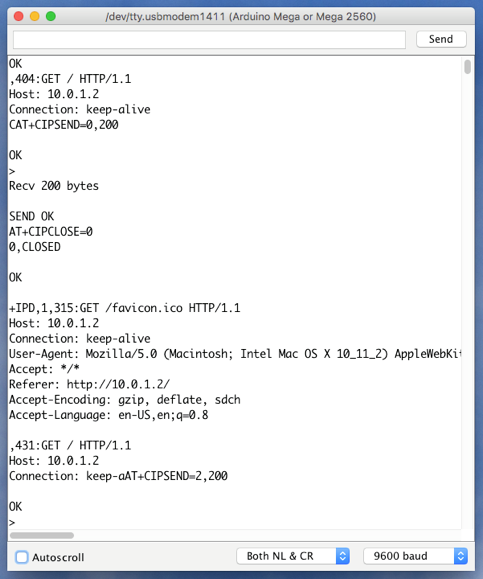 /dev/tty.usbmodem1411 (Arduino Mega or Mega 2560)
Send
OK
,404:GET / HTTP/1.1
Host: 10.0.1.2
Connection: keep-alive
CAT+CIPSEND=0,200
OK
>
Recv 200 bytes
SEND OK
AT+CIPCLOSE=0
0,CLOSED
OK
+IPD,1,315:GET /favicon.ico HTTP/1.1
Host: 10.0.1.2
Connection: keep-alive
User-Agent: Mozilla/5.0 (Macintosh; Intel Mac OS X 10_11_2) AppleWebKit
Accept: */*
Referer: http://10.0.1.2/
Accept-Encoding: gzip, deflate, sdch
Accept-Language: en-US,en;q=0.8
,431:GET / HTTP/1.1
Host: 10.0.1.2
Connection: keep-aAT+CIPSEND=2,200
OK
>
Autoscroll
Both NL & CR
9600 baud